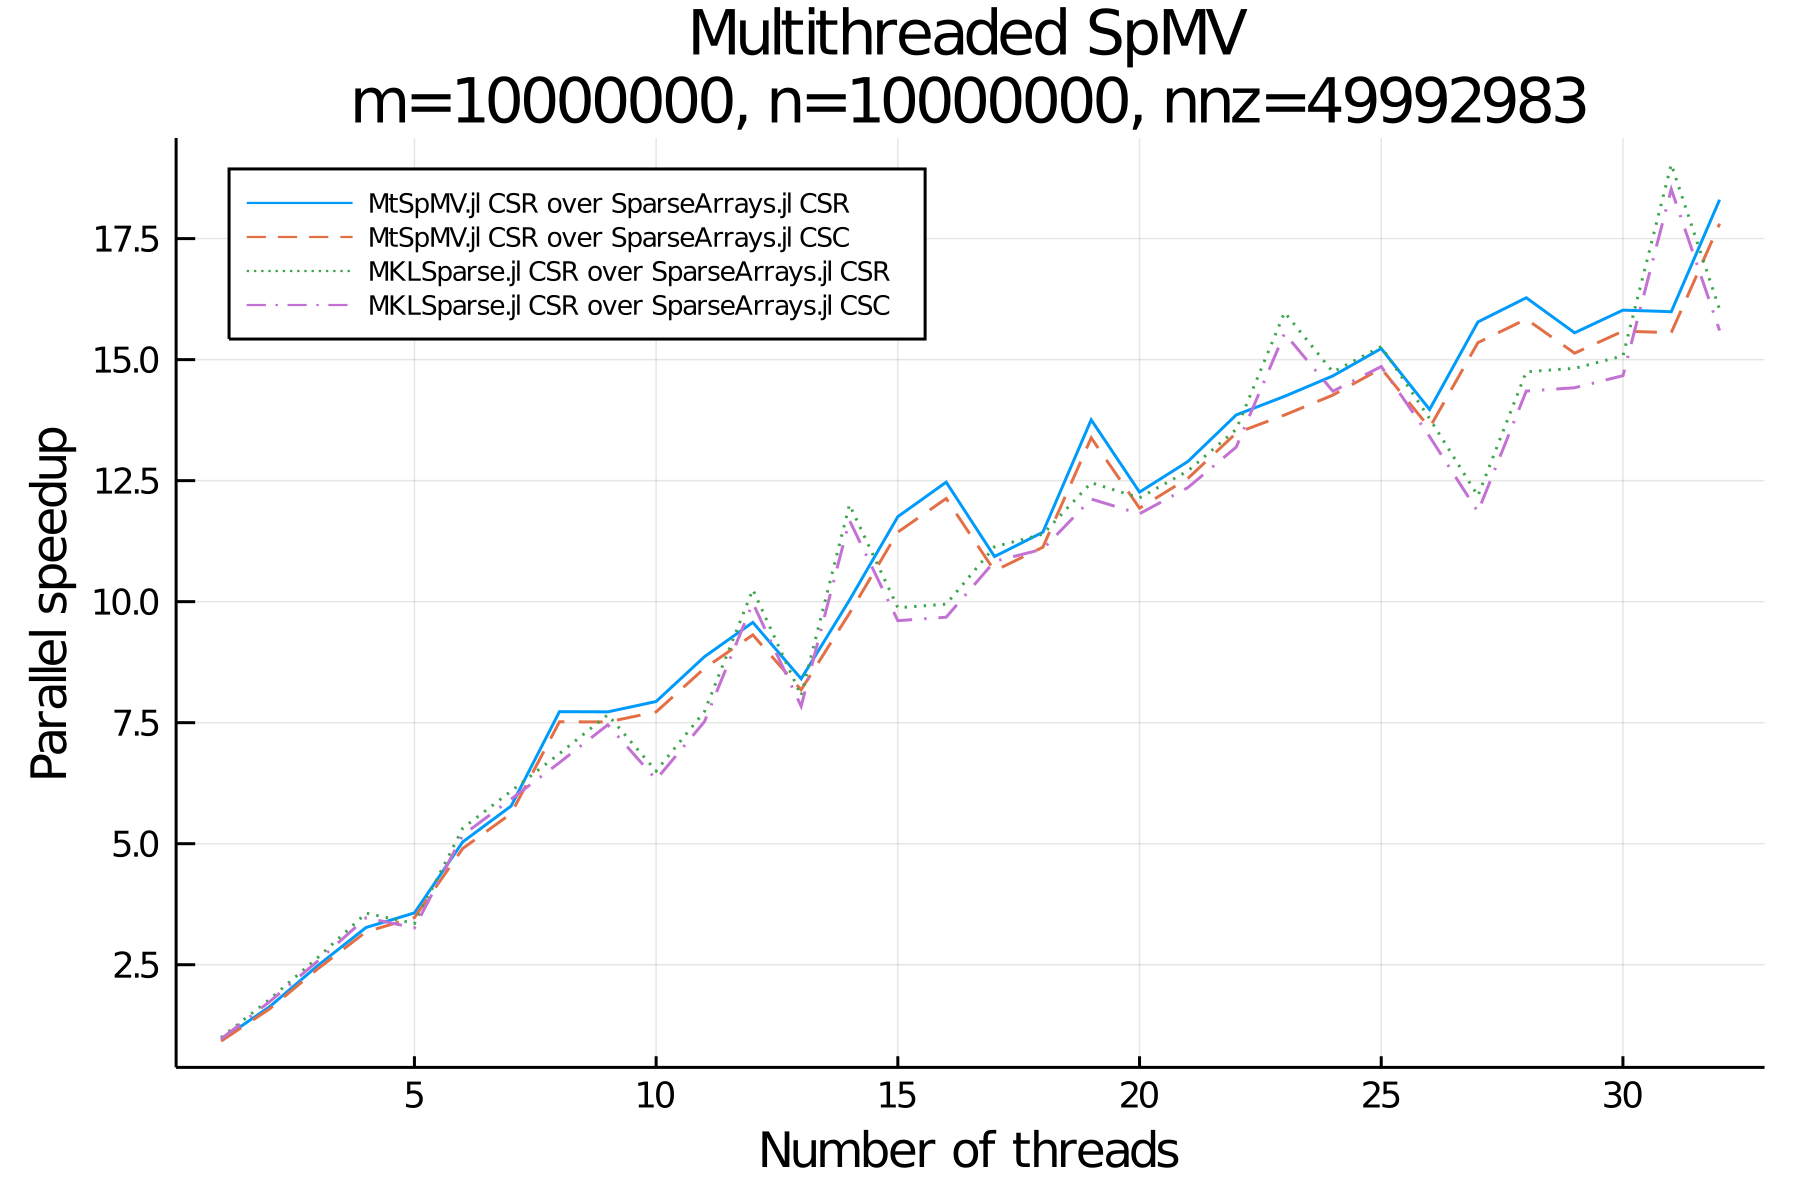 Multithreaded SpMV
m=10000000, n=10000000, nnz=49992983
MtSpMV.jl CSR over SparseArrays.jl CSR
MtSpMV.jl CSR over SparseArrays.jl CSC
MKLSparse.jl CSR over SparseArrays.jl CSR
MKLSparse.jl CSR over SparseArrays.jl CSC
Parallel speedup
17.5
15.0
12.5
10.0
7.5
5.0
2.5
5 10 15 20 25 30
Number of threads